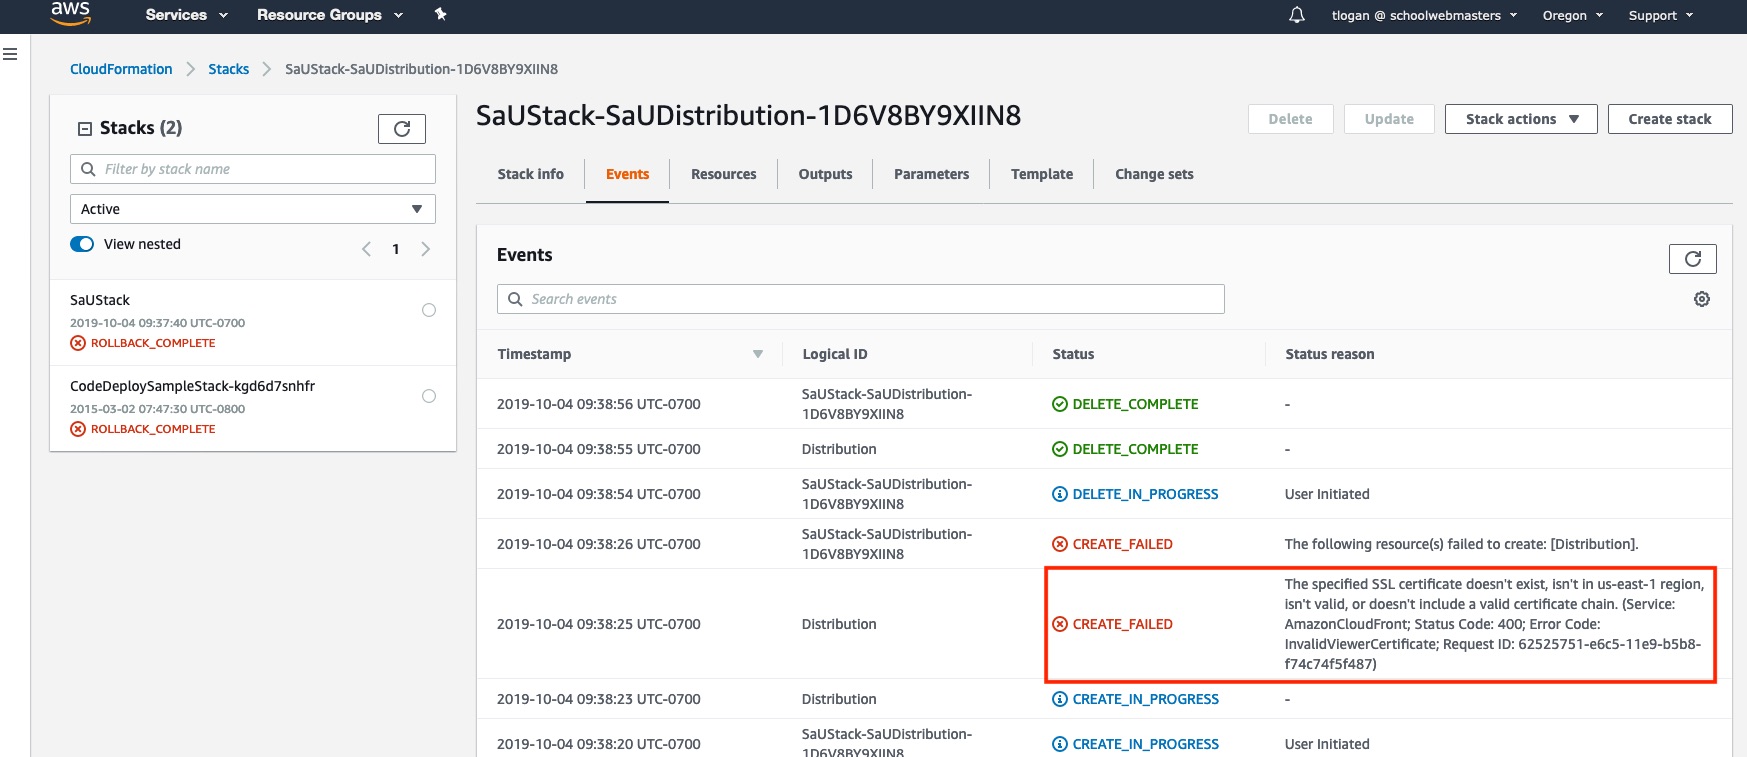 aws
Services
Resource Groups
tlogan @ schoolwebmasters
Oregon
Support
CloudFormation
Stacks
SaUStack-SaUDistribution-1D6V8BY9XIIN8
Stacks (2)
Filter by stack name
Active
View nested
1
SaUStack
2019-10-04 09:37:40 UTC-0700
ROLLBACK_COMPLETE
CodeDeploySampleStack-kgd6d7snhfr
2015-03-02 07:47:30 UTC-0800
ROLLBACK_COMPLETE
SaUStack-SaUDistribution-1D6V8BY9XIIN8
Delete
Update
Stack actions
Create stack
Stack info
Events
Resources
Outputs
Parameters
Template
Change sets
Events
Search events
Timestamp
Logical ID
Status
Status reason
2019-10-04 09:38:56 UTC-0700
SaUStack-SaUDistribution-
1D6V8BY9XIIN8
DELETE_COMPLETE
-
2019-10-04 09:38:55 UTC-0700
Distribution
DELETE_COMPLETE
-
2019-10-04 09:38:54 UTC-0700
SaUStack-SaUDistribution-
1D6V8BY9XIIN8
DELETE_IN_PROGRESS
User Initiated
2019-10-04 09:38:26 UTC-0700
SaUStack-SaUDistribution-
1D6V8BY9XIIN8
CREATE_FAILED
The following resource(s) failed to create: [Distribution].
2019-10-04 09:38:25 UTC-0700
Distribution
CREATE_FAILED
The specified SSL certificate doesn't exist, isn't in us-east-1 region,
isn't valid, or doesn't include a valid certificate chain. (Service:
AmazonCloudFront; Status Code: 400; Error Code:
InvalidViewerCertificate; Request ID: 62525751-e6c5-11e9-b5b8-
f74c74f5f487)
2019-10-04 09:38:23 UTC-0700
Distribution
CREATE_IN_PROGRESS
-
2019-10-04 09:38:20 UTC-0700
SaUStack-SaUDistribution-
1D6V8BY9XIIN8
CREATE_IN_PROGRESS
User Initiated